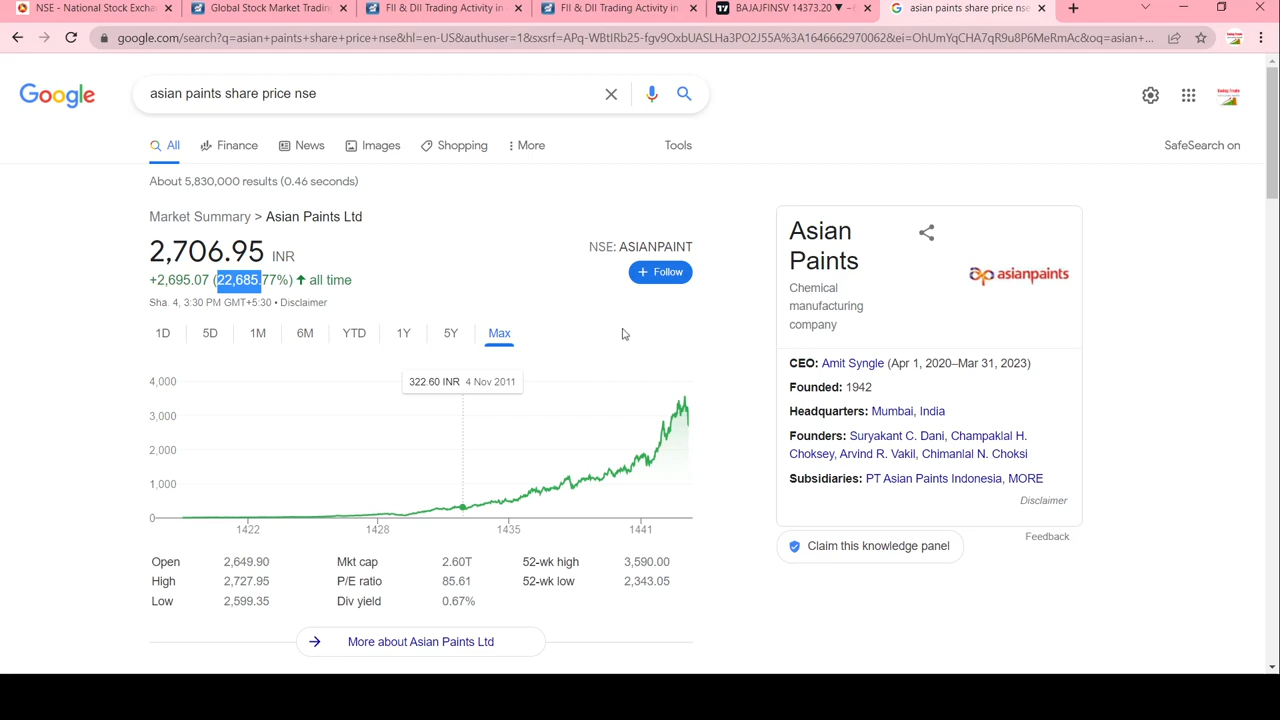 NSE - National Stock Excha
Global Stock Market Tradin
FII & DII Trading Activity in
FII & DII Trading Activity in
BAJAJFINSV 14373.20 ▼
asian paints share price nse
google.com/search?q=asian+paints+share+price+nse&hl=en-US&authuser=1&sxsrf=APq-WBtIRb25-fgv9OxbUASLHa3PO2J55A%3A1646662970062&ei=OhUmYqCHA7qR9u8P6MeRmAc&oq=asian+...
Google
asian paints share price nse
All
Finance
News
Images
Shopping
More
Tools
SafeSearch on
About 5,830,000 results (0.46 seconds)
Market Summary > Asian Paints Ltd
2,706.95 INR
NSE: ASIANPAINT
+2,695.07 (22,685.77%) ↑ all time
+ Follow
Sha. 4, 3:30 PM GMT+5:30 • Disclaimer
1D 5D 1M 6M YTD 1Y 5Y Max
322.60 INR 4 Nov 2011
4,000
3,000
2,000
1,000
0
1422 1428 1435 1441
Open 2,649.90 Mkt cap 2.60T 52-wk high 3,590.00
High 2,727.95 P/E ratio 85.61 52-wk low 2,343.05
Low 2,599.35 Div yield 0.67%
More about Asian Paints Ltd
Asian
Paints
asianpaints
Chemical
manufacturing
company
CEO: Amit Syngle (Apr 1, 2020–Mar 31, 2023)
Founded: 1942
Headquarters: Mumbai, India
Founders: Suryakant C. Dani, Champaklal H.
Choksey, Arvind R. Vakil, Chimanlal N. Choksi
Subsidiaries: PT Asian Paints Indonesia, MORE
Disclaimer
Feedback
Claim this knowledge panel